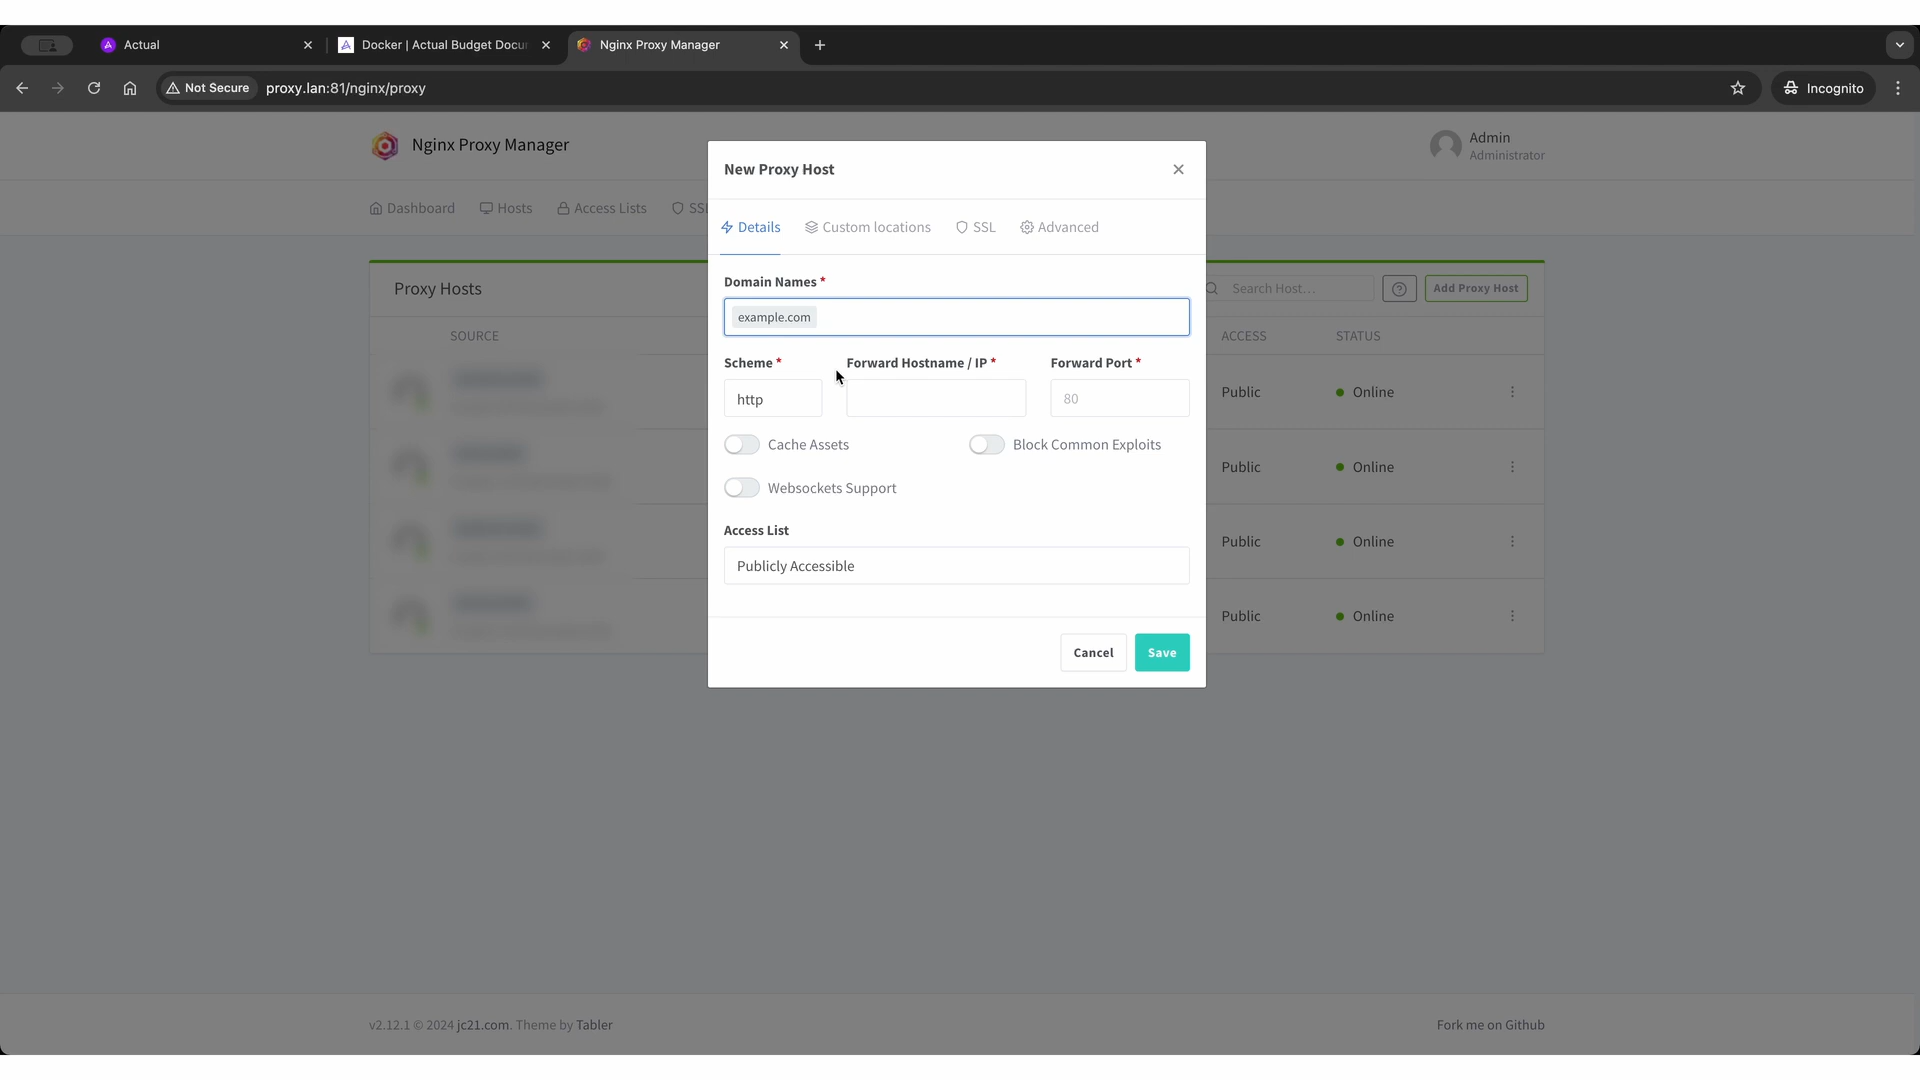 Actual
Docker | Actual Budget Docu
Nginx Proxy Manager
Not Secure
proxy.lan:81/nginx/proxy
Incognito
Nginx Proxy Manager
Admin
Administrator
Dashboard
Hosts
Access Lists
SSL
New Proxy Host
Details
Custom locations
SSL
Advanced
Proxy Hosts
Search Host...
Add Proxy Host
SOURCE
ACCESS
STATUS
Domain Names *
example.com
Scheme *
Forward Hostname / IP *
Forward Port *
http
80
Cache Assets
Block Common Exploits
Websockets Support
Access List
Publicly Accessible
Cancel
Save
Public
Online
Public
Online
Public
Online
Public
Online
v2.12.1 © 2024 jc21.com. Theme by Tabler
Fork me on Github